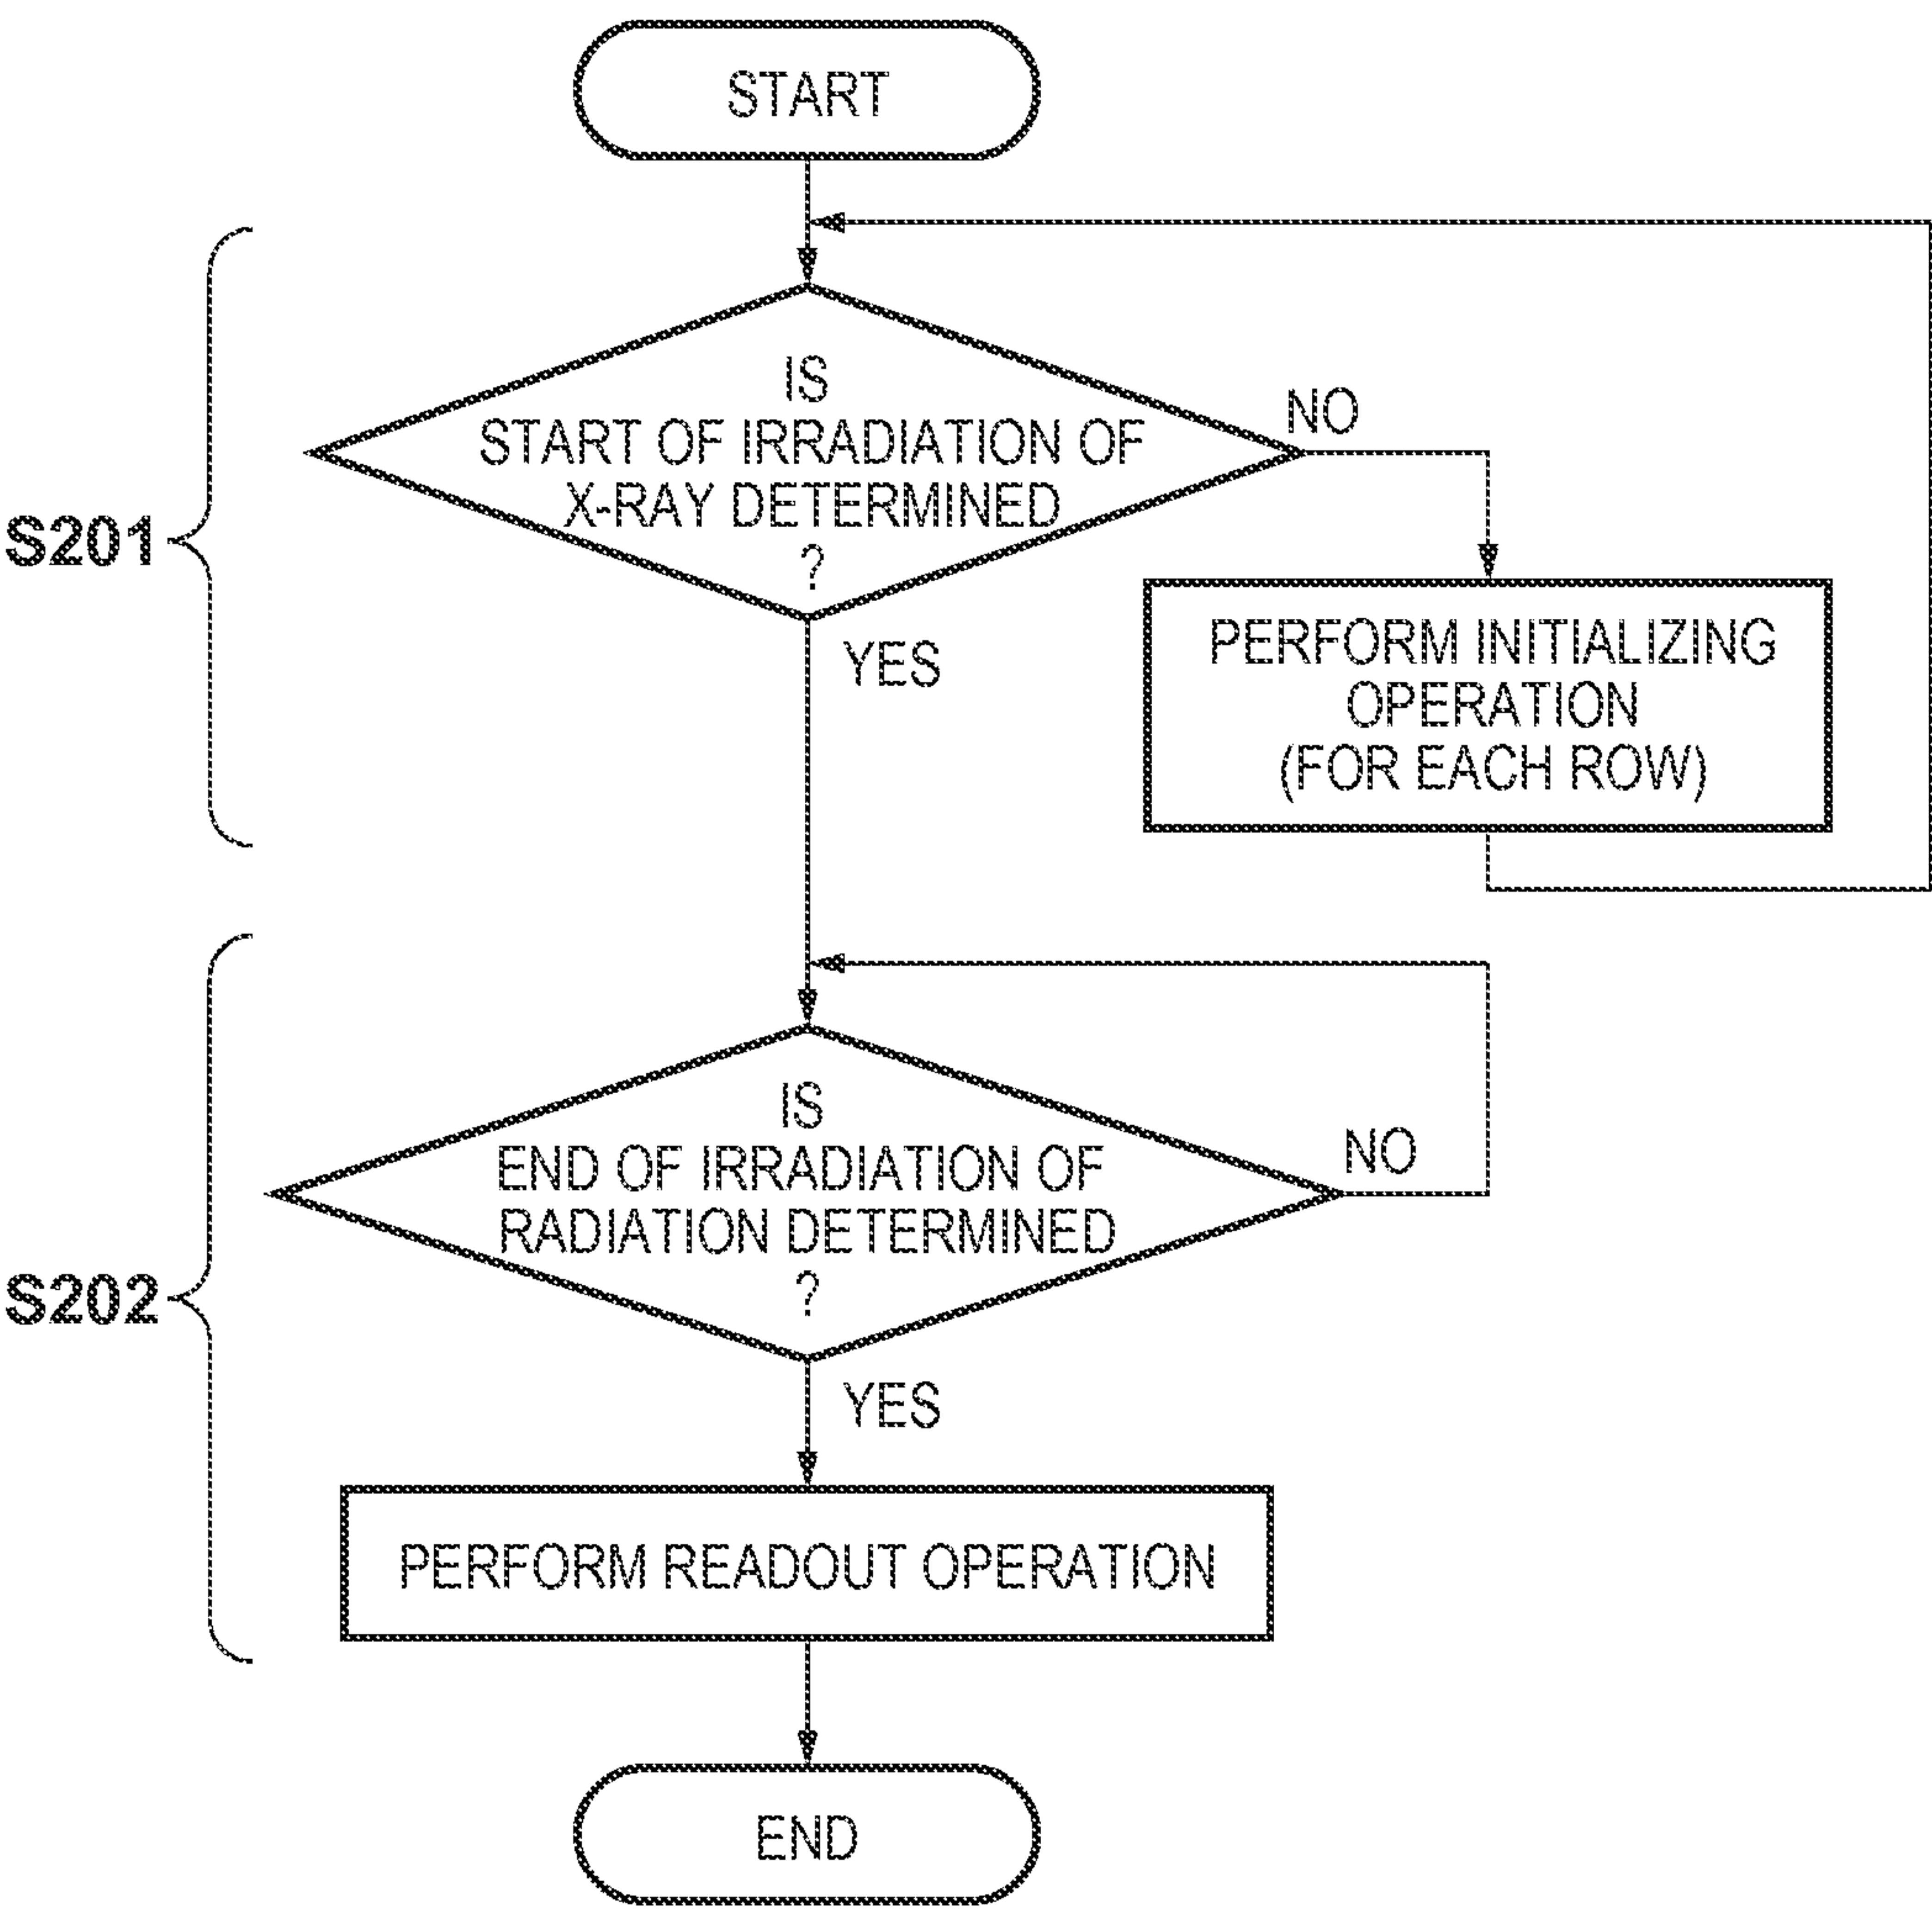 START
IS
START OF IRRADIATION OF
X-RAY DETERMINED
?
NO
YES
S201
PERFORM INITIALIZING
OPERATION
(FOR EACH ROW)
IS
END OF IRRADIATION OF
RADIATION DETERMINED
?
NO
YES
S202
PERFORM READOUT OPERATION
END